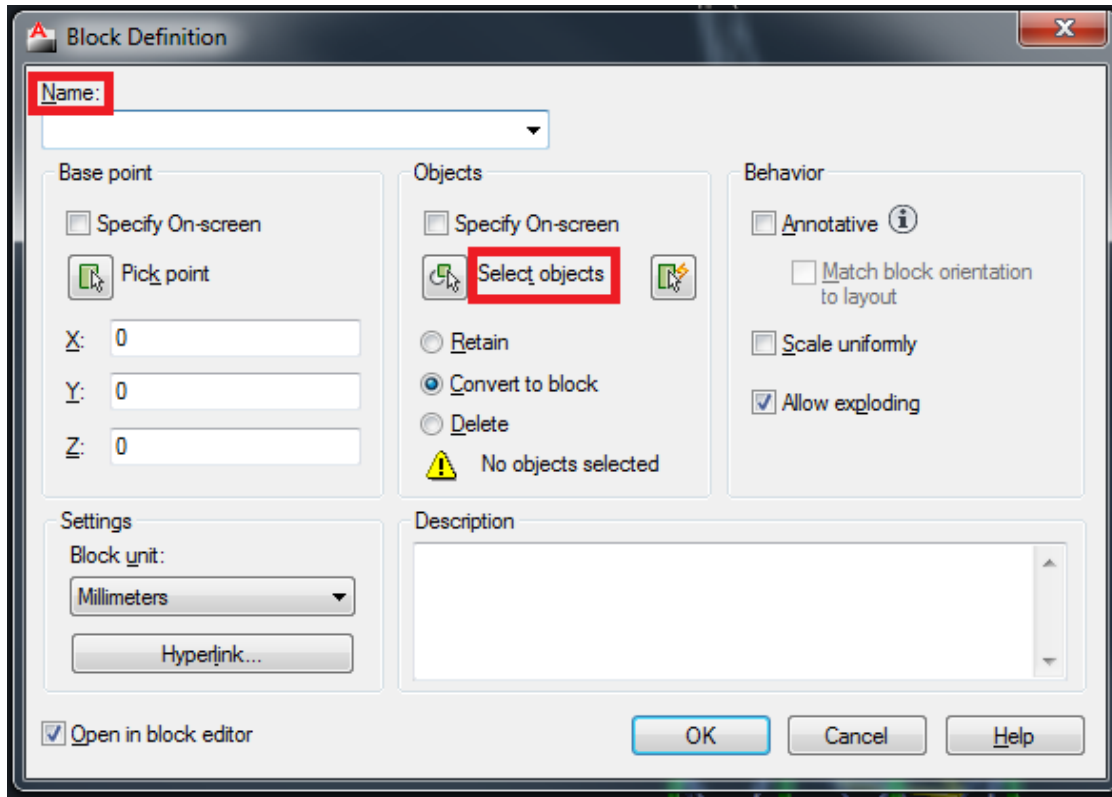 Block Definition
Name:
Base point
Specify On-screen
Pick point
X: 0
Y: 0
Z: 0
Objects
Specify On-screen
Select objects
Retain
Convert to block
Delete
No objects selected
Behavior
Annotative
Match block orientation
to layout
Scale uniformly
Allow exploding
Settings
Block unit:
Millimeters
Hyperlink...
Description
Open in block editor
OK
Cancel
Help